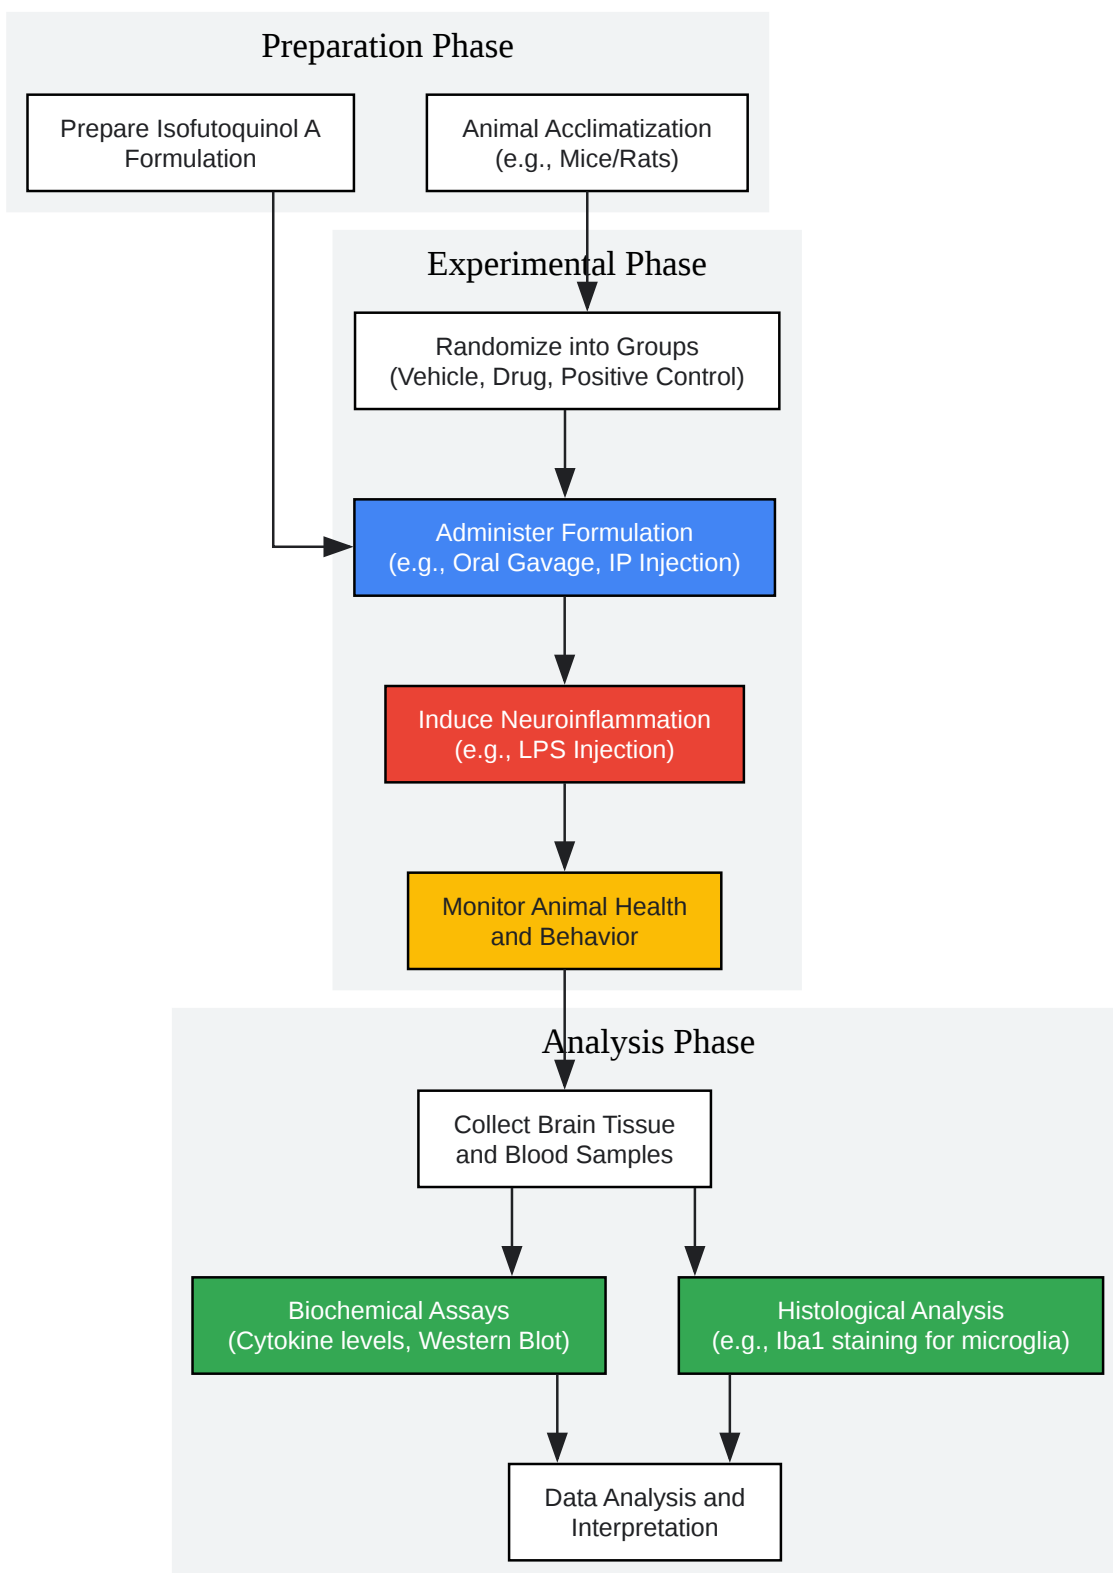 Preparation Phase
Prepare Isofutoquinol A
Formulation
Animal Acclimatization
(e.g., Mice/Rats)
Experimental Phase
Randomize into Groups
(Vehicle, Drug, Positive Control)
Administer Formulation
(e.g., Oral Gavage, IP Injection)
Induce Neuroinflammation
(e.g., LPS Injection)
Monitor Animal Health
and Behavior
Analysis Phase
Collect Brain Tissue
and Blood Samples
Biochemical Assays
(Cytokine levels, Western Blot)
Histological Analysis
(e.g., Iba1 staining for microglia)
Data Analysis and
Interpretation